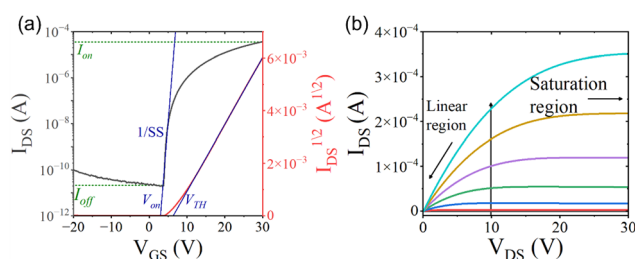 (a)
10⁻⁴
10⁻⁶
10⁻⁸
10⁻¹⁰
10⁻¹²
I_DS (A)
I_on
1/SS
I_off
V_on
V_TH
-20
-10
0
10
20
30
V_GS (V)
6×10⁻³
4×10⁻³
2×10⁻³
0
I_DS^1\2 (A^1\2)
(b)
4×10⁻⁴
3×10⁻⁴
2×10⁻⁴
1×10⁻⁴
0
I_DS (A)
Linear
region
Saturation
region
0
10
20
30
V_DS (V)